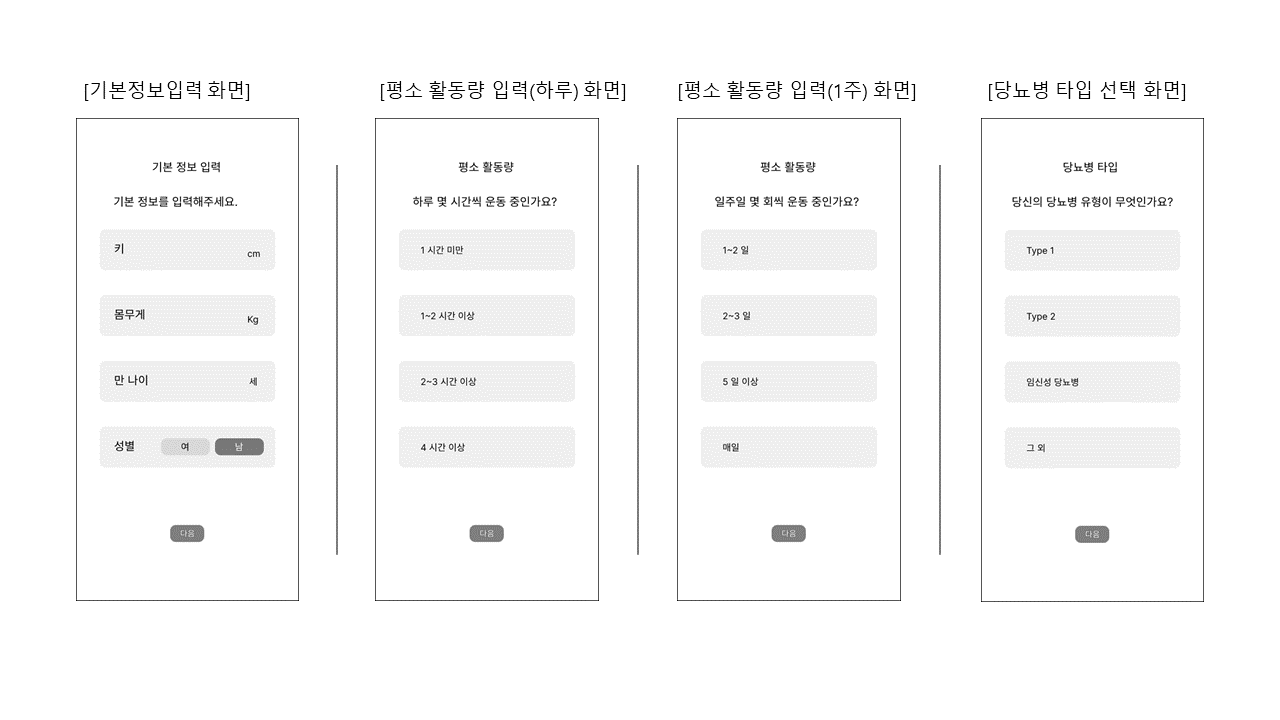 [기본정보입력 화면]
기본 정보 입력
기본 정보를 입력해주세요.
키 cm
몸무게 Kg
만 나이 세
성별 여 남
다음
[평소 활동량 입력(하루) 화면]
평소 활동량
하루 몇 시간씩 운동 중인가요?
1 시간 미만
1~2 시간 이상
2~3 시간 이상
4 시간 이상
다음
[평소 활동량 입력(1주) 화면]
평소 활동량
일주일 몇 회씩 운동 중인가요?
1~2 일
2~3 일
5 일 이상
매일
다음
[당뇨병 타입 선택 화면]
당뇨병 타입
당신의 당뇨병 유형이 무엇인가요?
Type 1
Type 2
임신성 당뇨병
그 외
다음